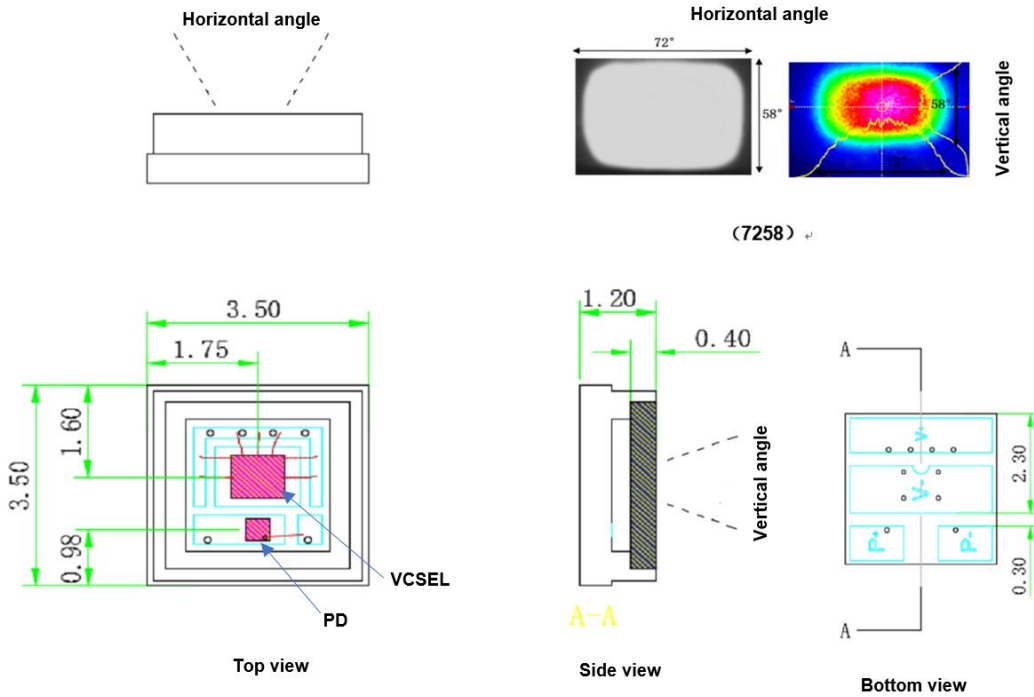 Horizontal angle
Horizontal angle
72°
58°
58°
72°
Vertical angle
（7258）
3.50
1.75
1.60
3.50
0.98
VCSEL
PD
Top view
1.20
0.40
Vertical angle
A-A
Side view
A
V+
V-
P+
P-
2.30
0.30
A
Bottom view